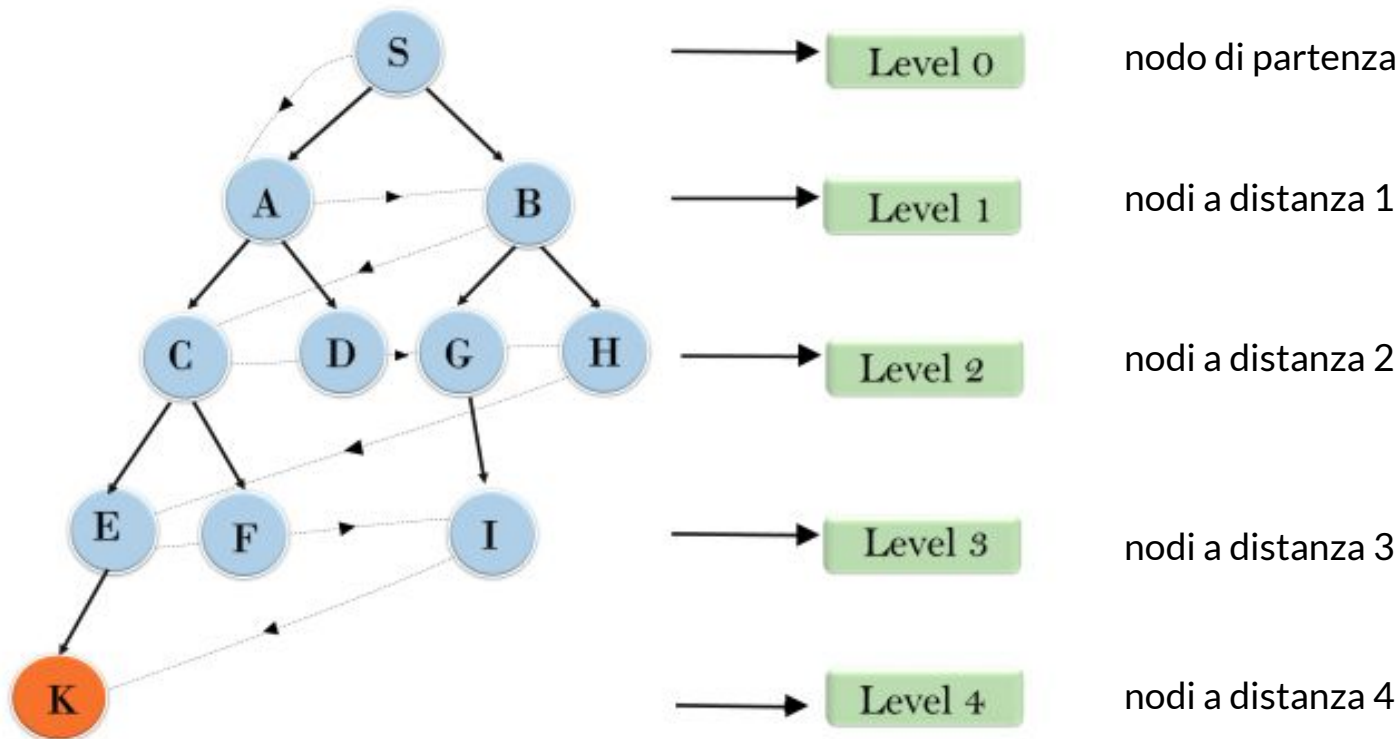 S
Level 0
nodo di partenza
A
B
Level 1
nodi a distanza 1
C
D
G
H
Level 2
nodi a distanza 2
E
F
I
Level 3
nodi a distanza 3
K
Level 4
nodi a distanza 4